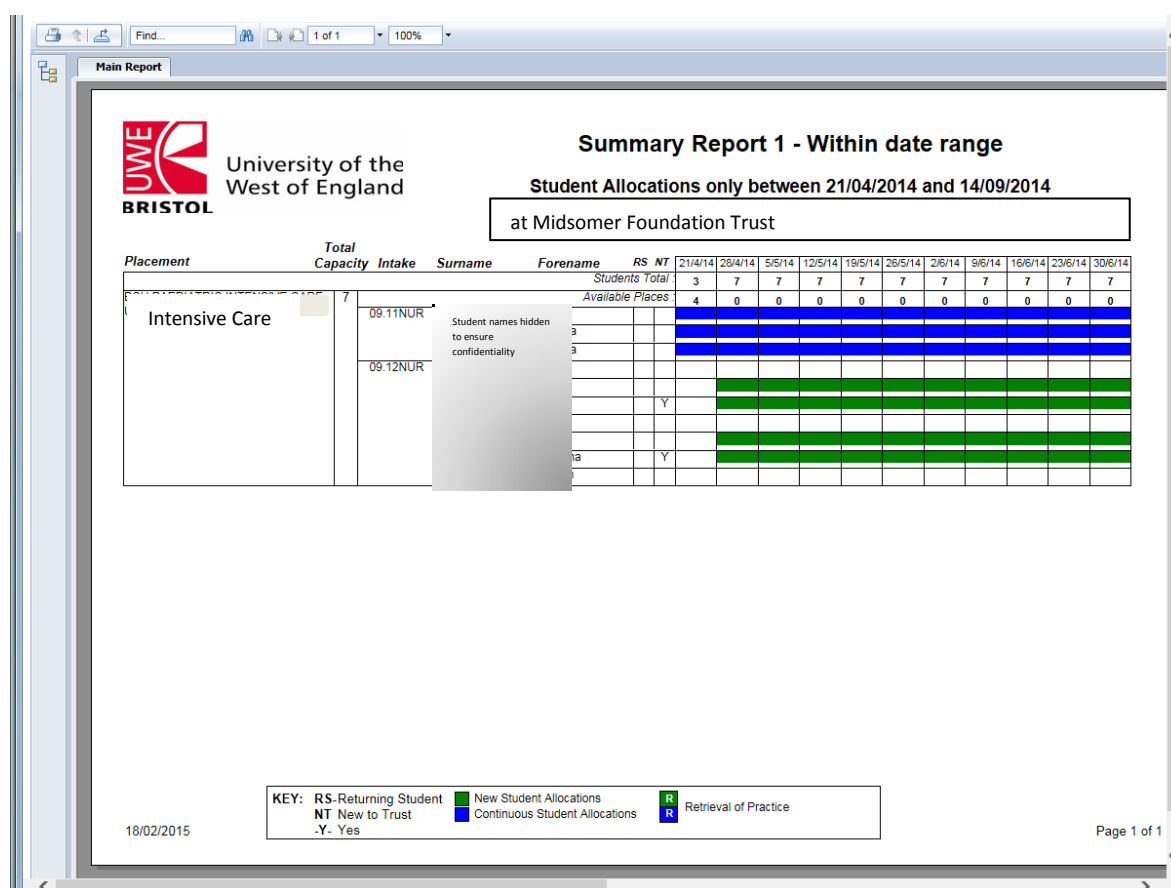 Find...
1 of 1
100%
Main Report
UWE
BRISTOL
University of the
West of England
Summary Report 1 - Within date range
Student Allocations only between 21/04/2014 and 14/09/2014
at Midsomer Foundation Trust
Placement Total Capacity Intake Surname Forename RS NT 21/4/14 28/4/14 5/5/14 12/5/14 19/5/14 26/5/14 2/6/14 9/6/14 16/6/14 23/6/14 30/6/14
Students Total : 3 7 7 7 7 7 7 7 7 7 7
7 Available Places : 4 0 0 0 0 0 0 0 0 0 0
Intensive Care
09.11NUR
Student names hidden
to ensure
confidentiality
a
a
09.12NUR
Y
na Y
KEY: RS-Returning Student New Student Allocations R
NT New to Trust Continuous Student Allocations R Retrieval of Practice
-Y- Yes
18/02/2015
Page 1 of 1